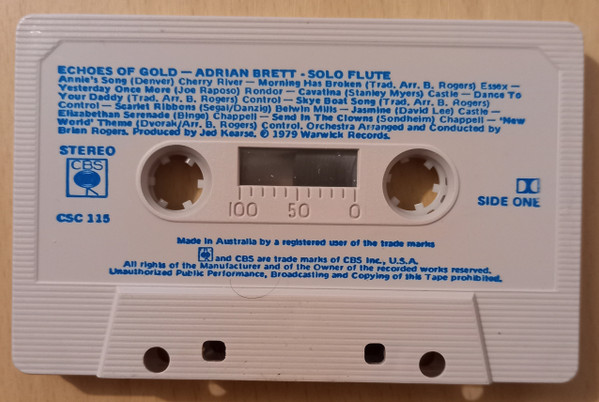 ECHOES OF GOLD — ADRIAN BRETT - SOLO FLUTE
Annie's Song (Denver) Cherry River — Morning Has Broken (Trad, Arr. B. Rogers) Essex —
Yesterday Once More (Joe Raposo) Rondor — Cavatina (Stanley Myers) Castle — Dance To
Your Daddy (Trad, Arr. B. Rogers) Control — Skye Boat Song (Trad, Arr. B. Rogers)
Control — Scarlet Ribbons (Segal/Danzig) Belwin Mills — Jasmine (David Lee) Castle —
Elizabethan Serenade (Binge) Chappell — Send In The Clowns (Sondheim) Chappell — 'New
World' Theme (Dvorak/Arr. B. Rogers) Control. Orchestra Arranged and Conducted by
Brian Rogers. Produced by Jed Kearse. © 1979 Warwick Records.
STEREO
CBS
CSC 115
100 50 0
SIDE ONE
Made in Australia by a registered user of the trade marks
and CBS are trade marks of CBS Inc., U.S.A.
All rights of the Manufacturer and of the Owner of the recorded works reserved.
Unauthorized Public Performance, Broadcasting and Copying of this Tape prohibited.